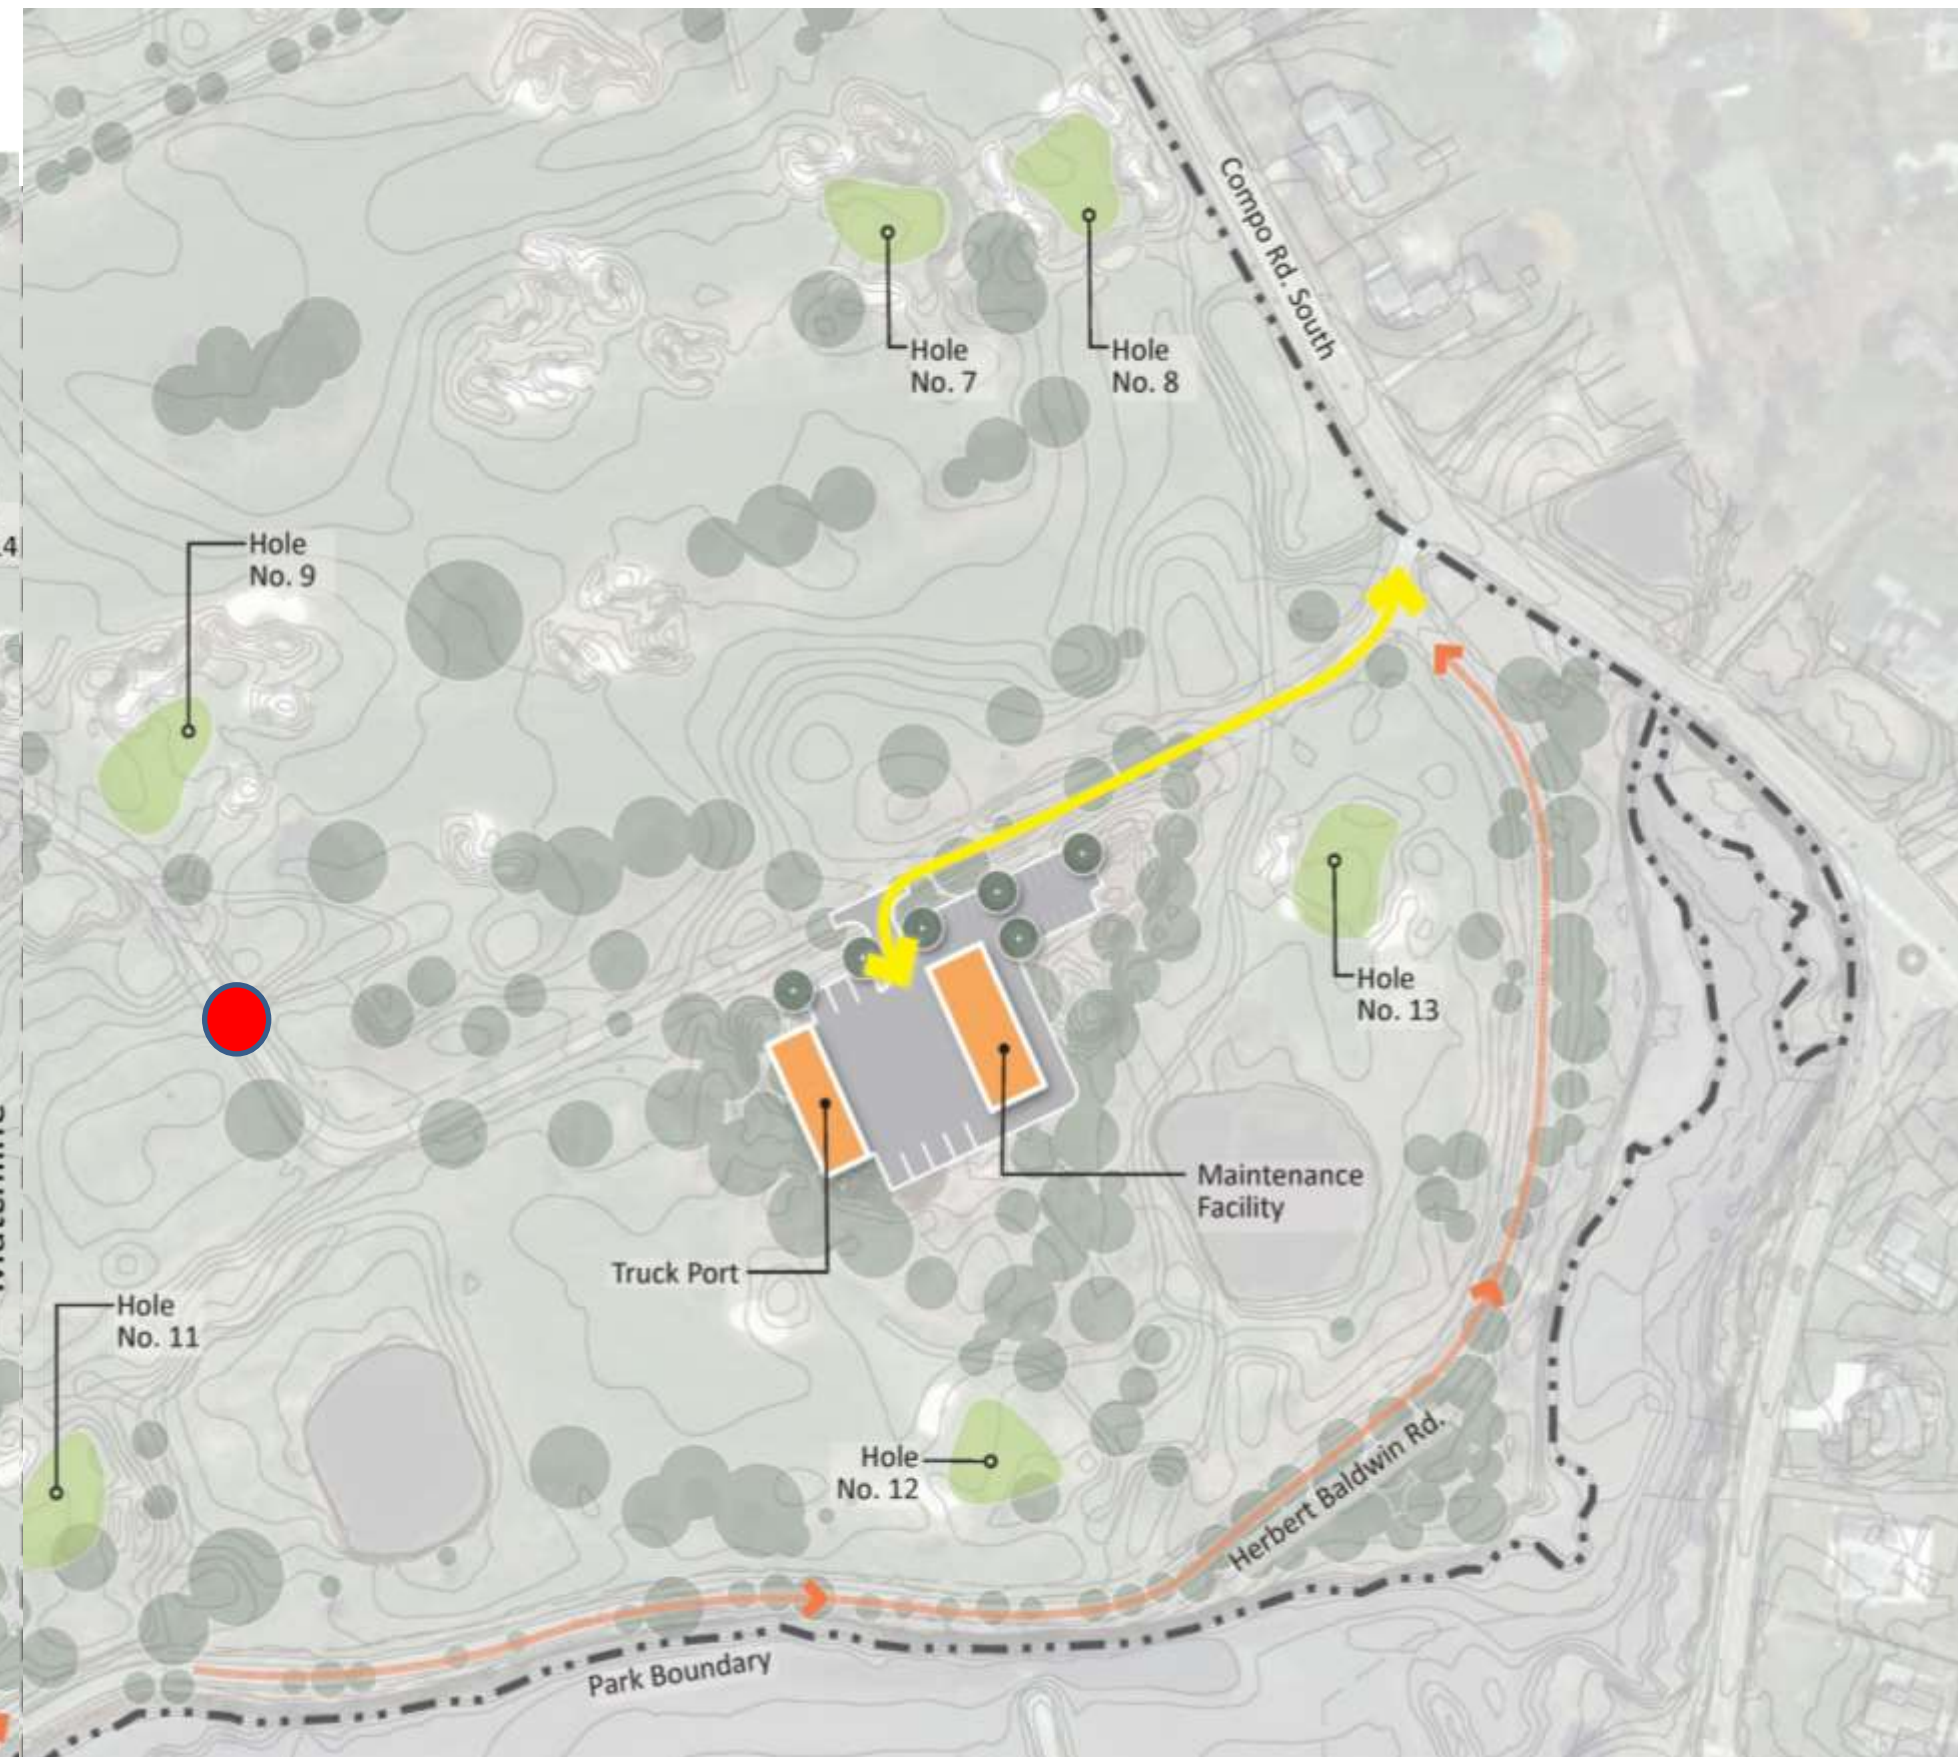 Compo Rd. South
Hole
No. 7
Hole
No. 8
Hole
No. 9
Hole
No. 13
Maintenance
Facility
Truck Port
Hole
No. 11
Hole
No. 12
Herbert Baldwin Rd.
Park Boundary